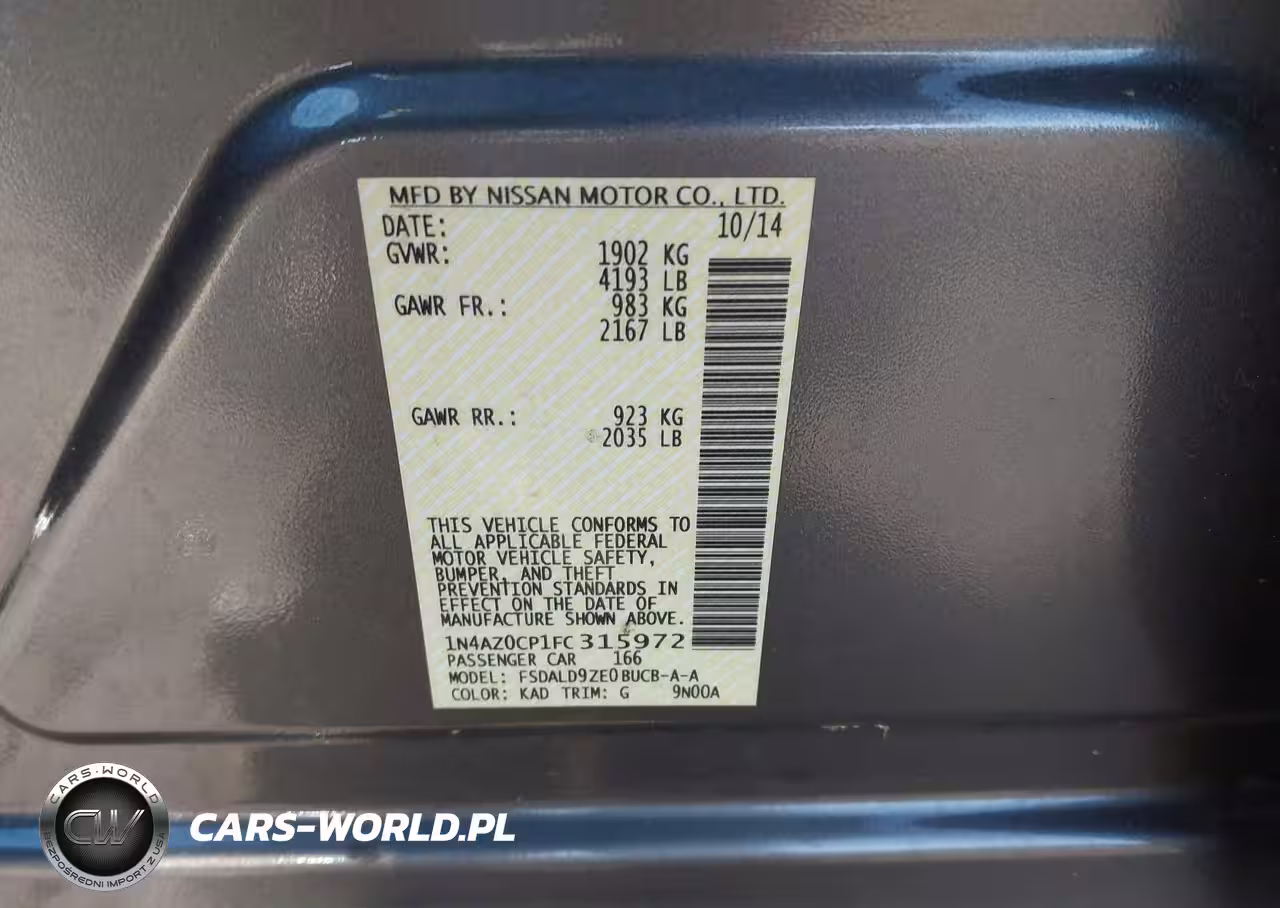 MFD BY NISSAN MOTOR CO., LTD.
DATE: 10/14
GVWR: 1902 KG
4193 LB
GAWR FR.: 983 KG
2167 LB
GAWR RR.: 923 KG
2035 LB
THIS VEHICLE CONFORMS TO
ALL APPLICABLE FEDERAL
MOTOR VEHICLE SAFETY,
BUMPER, AND THEFT
PREVENTION STANDARDS IN
EFFECT ON THE DATE OF
MANUFACTURE SHOWN ABOVE.
1N4AZ0CP1FC315972
PASSENGER CAR 166
MODEL: FSDALD9ZE0BUCB-A-A
COLOR: KAD TRIM: G 9N00A
CARS-WORLD
CW
BEZPOŚREDNI IMPORT Z USA
CARS-WORLD.PL